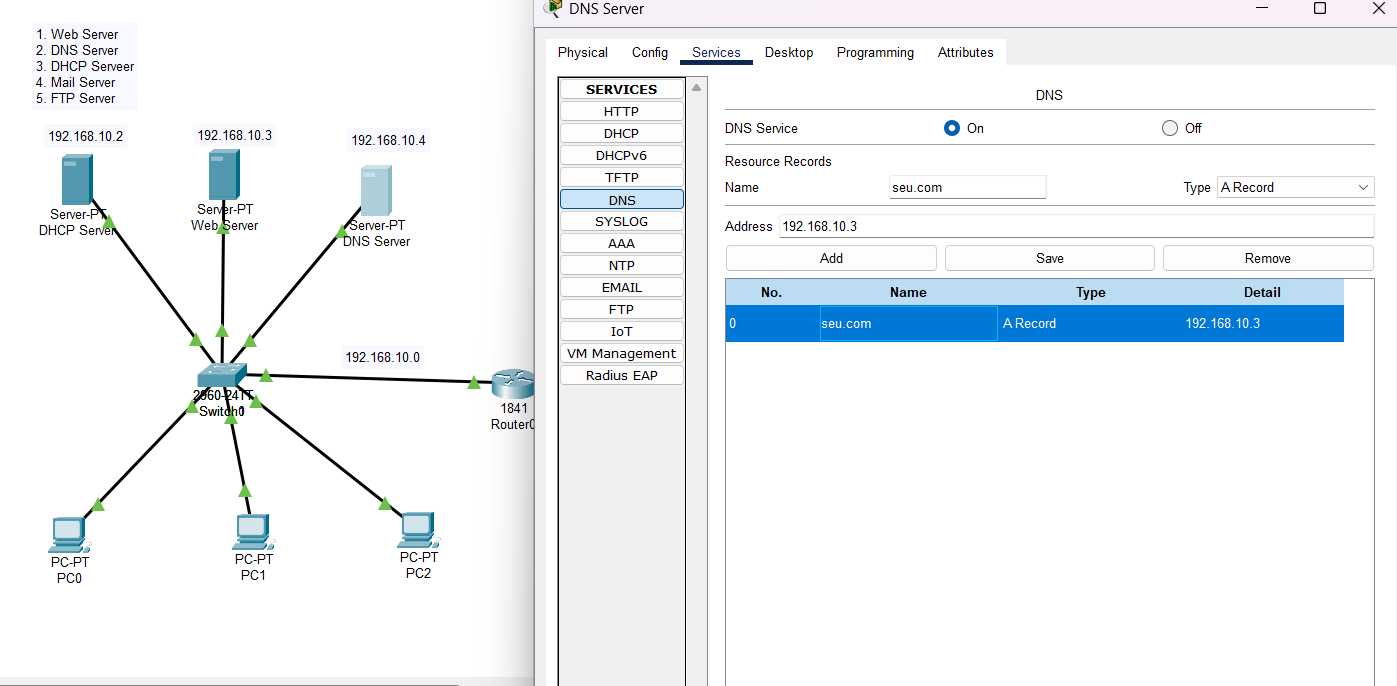 1. Web Server
2. DNS Server
3. DHCP Serveer
4. Mail Server
5. FTP Server
192.168.10.2
192.168.10.3
192.168.10.4
Server-PT
DHCP Server
Server-PT
Web Server
Server-PT
DNS Server
192.168.10.0
2960-24TT
Switch0
1841
Router0
PC-PT
PC0
PC-PT
PC1
PC-PT
PC2
DNS Server
Physical Config Services Desktop Programming Attributes
SERVICES
HTTP
DHCP
DHCPv6
TFTP
DNS
SYSLOG
AAA
NTP
EMAIL
FTP
IoT
VM Management
Radius EAP
DNS
DNS Service On Off
Resource Records
Name seu.com Type A Record
Address 192.168.10.3
Add Save Remove
No. Name Type Detail
0 seu.com A Record 192.168.10.3